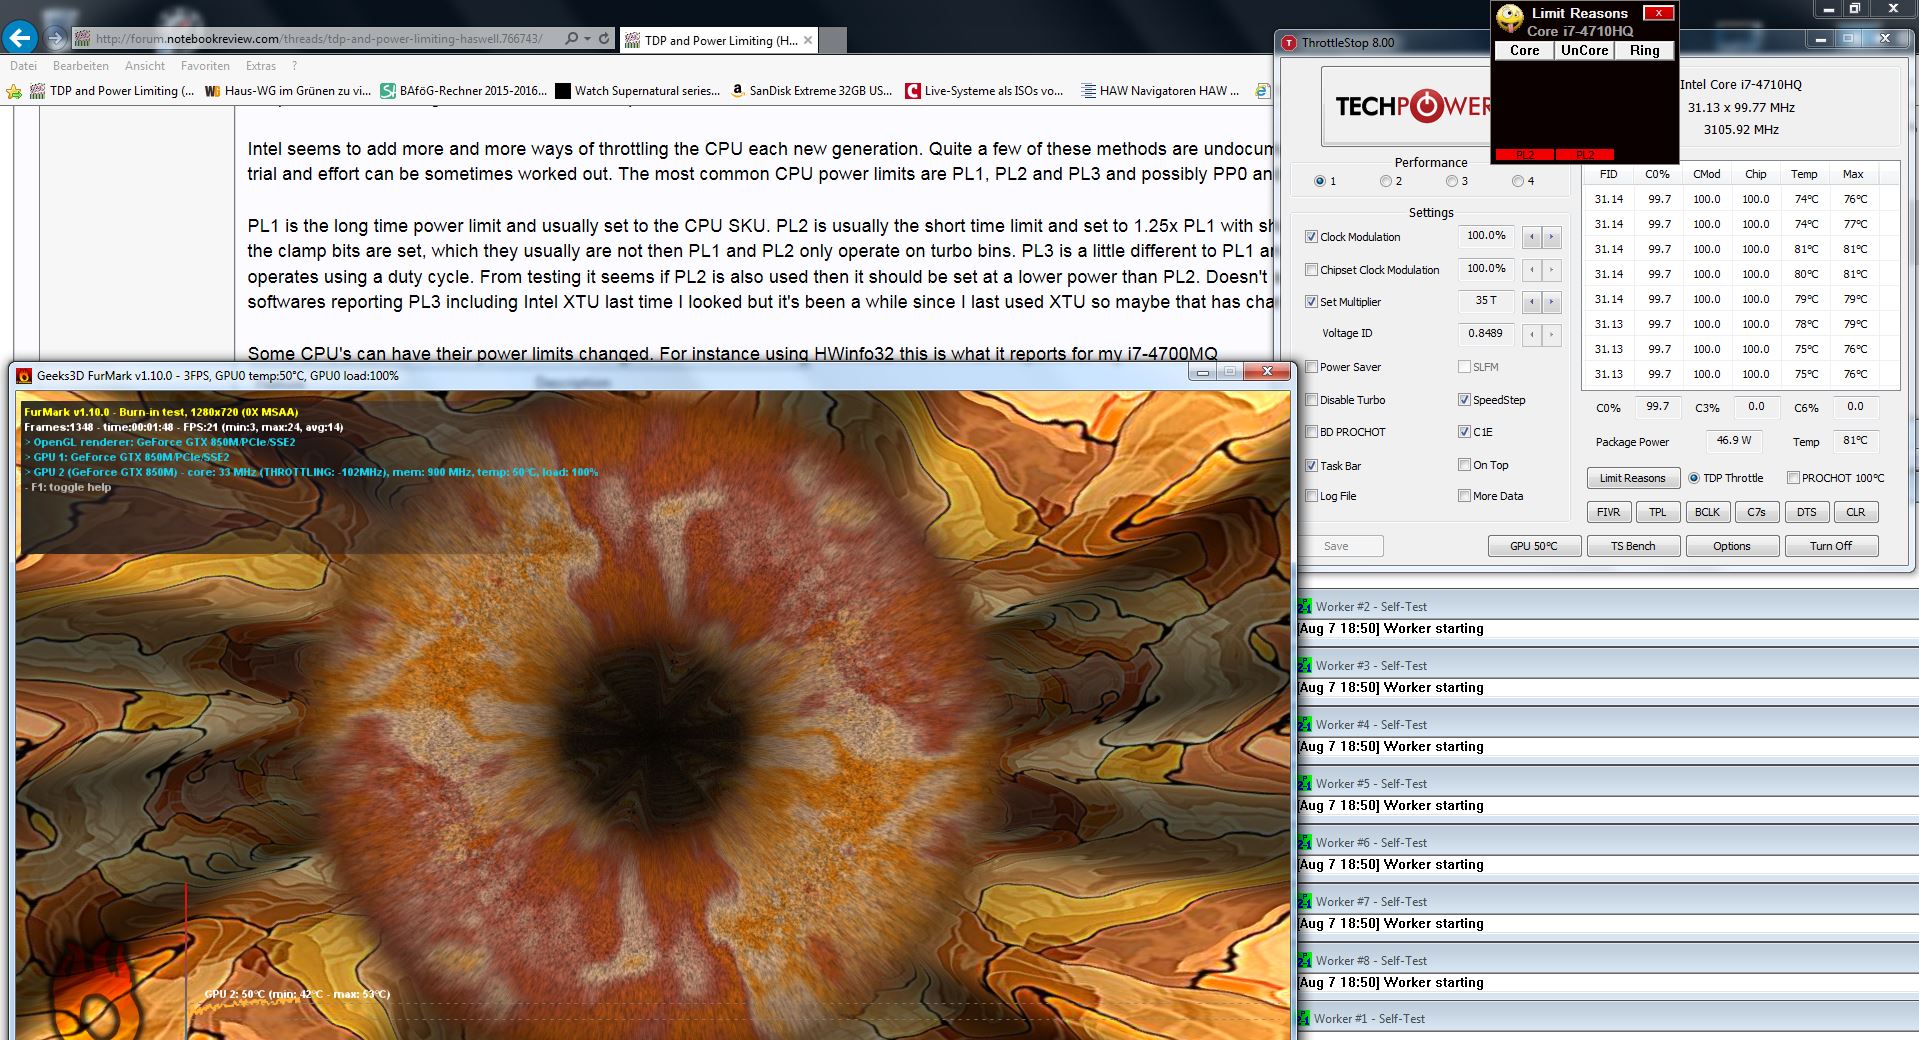 http://forum.notebookreview.com/threads/tdp-and-power-limiting-haswell.766743/
TDP and Power Limiting (H...
Datei Bearbeiten Ansicht Favoriten Extras ?
TDP and Power Limiting (... Haus-WG im Grünen zu vi... BAföG-Rechner 2015-2016... Watch Supernatural series... SanDisk Extreme 32GB US... Live-Systeme als ISOs vo... HAW Navigatoren HAW ...
Intel seems to add more and more ways of throttling the CPU each new generation. Quite a few of these methods are undocum
trial and effort can be sometimes worked out. The most common CPU power limits are PL1, PL2 and PL3 and possibly PP0 an
PL1 is the long time power limit and usually set to the CPU SKU. PL2 is usually the short time limit and set to 1.25x PL1 with sh
the clamp bits are set, which they usually are not then PL1 and PL2 only operate on turbo bins. PL3 is a little different to PL1 an
operates using a duty cycle. From testing it seems if PL2 is also used then it should be set at a lower power than PL2. Doesn't
softwares reporting PL3 including Intel XTU last time I looked but it's been a while since I last used XTU so maybe that has cha
Some CPU's can have their power limits changed. For instance using HWinfo32 this is what it reports for my i7-4700MQ
Description
Geeks3D FurMark v1.10.0 - 3FPS, GPU0 temp:50°C, GPU0 load:100%
FurMark v1.10.0 - Burn-in test, 1280x720 (0X MSAA)
Frames:1348 - time:00:01:48 - FPS:21 (min:3, max:24, avg:14)
> OpenGL renderer: GeForce GTX 850M/PCIe/SSE2
> GPU 1: GeForce GTX 850M/PCIe/SSE2
> GPU 2 (GeForce GTX 850M) - core: 33 MHz (THROTTLING: -102MHz), mem: 900 MHz, temp: 50°C, load: 100%
- F1: toggle help
GPU 2: 50°C (min: 42°C - max: 53°C)
Limit Reasons
Core i7-4710HQ
Core UnCore Ring
PL2 PL2
ThrottleStop 8.00
TECHPOWER
Intel Core i7-4710HQ
31.13 x 99.77 MHz
3105.92 MHz
Performance
1 2 3 4
Settings
Clock Modulation 100.0%
Chipset Clock Modulation 100.0%
Set Multiplier 35 T
Voltage ID 0.8489
Power Saver SLFM
Disable Turbo SpeedStep
BD PROCHOT C1E
Task Bar On Top
Log File More Data
Save
FID C0% CMod Chip Temp Max
31.14 99.7 100.0 100.0 74°C 76°C
31.14 99.7 100.0 100.0 74°C 77°C
31.14 99.7 100.0 100.0 81°C 81°C
31.14 99.7 100.0 100.0 80°C 81°C
31.14 99.7 100.0 100.0 79°C 79°C
31.13 99.7 100.0 100.0 78°C 79°C
31.13 99.7 100.0 100.0 75°C 76°C
31.13 99.7 100.0 100.0 75°C 76°C
C0% 99.7 C3% 0.0 C6% 0.0
Package Power 46.9 W Temp 81°C
Limit Reasons TDP Throttle PROCHOT 100°C
FIVR TPL BCLK C7s DTS CLR
GPU 50°C TS Bench Options Turn Off
Worker #2 - Self-Test
[Aug 7 18:50] Worker starting
Worker #3 - Self-Test
[Aug 7 18:50] Worker starting
Worker #4 - Self-Test
[Aug 7 18:50] Worker starting
Worker #5 - Self-Test
[Aug 7 18:50] Worker starting
Worker #6 - Self-Test
[Aug 7 18:50] Worker starting
Worker #7 - Self-Test
[Aug 7 18:50] Worker starting
Worker #8 - Self-Test
[Aug 7 18:50] Worker starting
Worker #1 - Self-Test